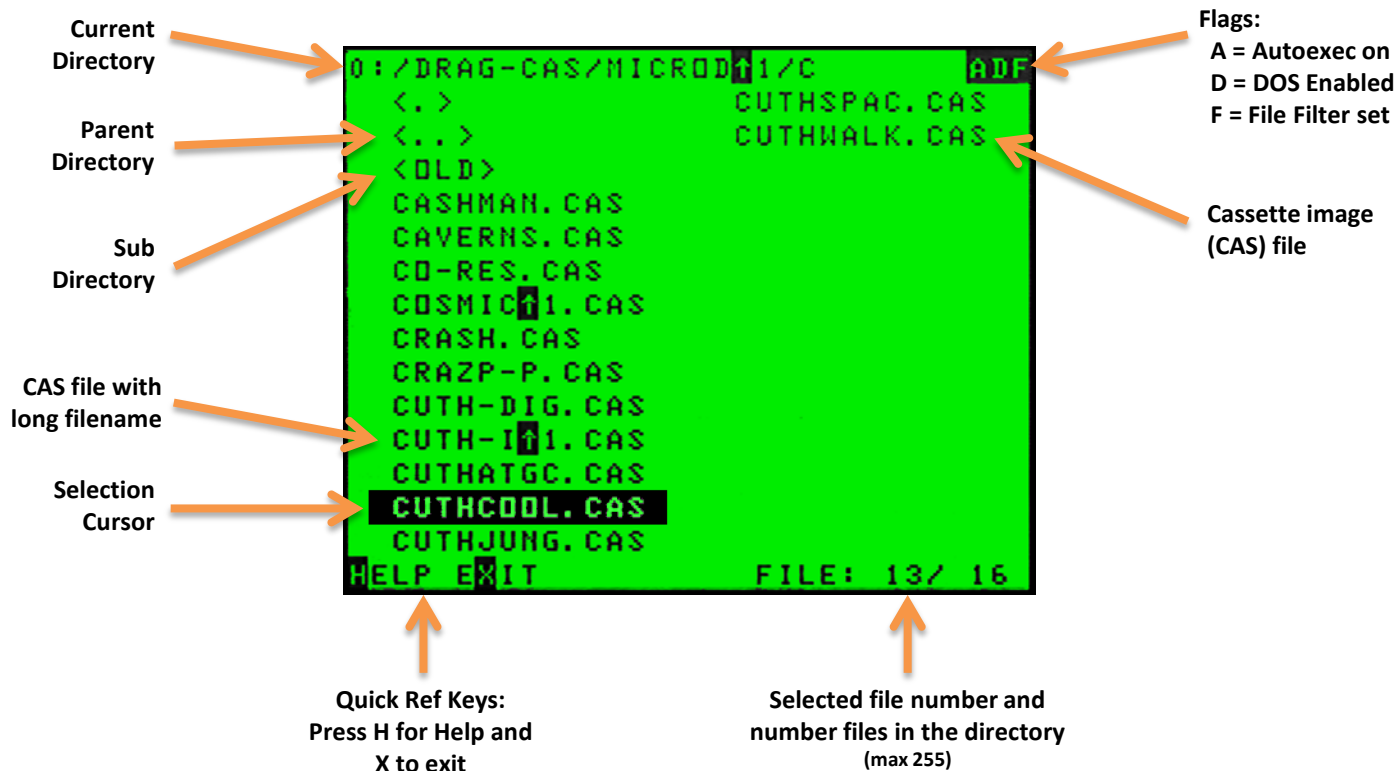 Current
Directory
Flags:
A = Autoexec on
D = DOS Enabled
F = File Filter set
0:/DRAG-CAS/MICROD↑1/C ADF
<.> CUTHSPAC.CAS
Parent
Directory
<..> CUTHWALK.CAS
<OLD>
CASHMAN.CAS
Cassette image
(CAS) file
CAVERNS.CAS
Sub
Directory
CO-RES.CAS
COSMIC↑1.CAS
CRASH.CAS
CRAZP-P.CAS
CAS file with
long filename
CUTH-DIG.CAS
CUTH-I↑1.CAS
CUTHATGC.CAS
Selection
Cursor
CUTHCOOL.CAS
CUTHJUNG.CAS
HELP EXIT FILE: 13/ 16
Quick Ref Keys:
Press H for Help and
X to exit
Selected file number and
number files in the directory
(max 255)